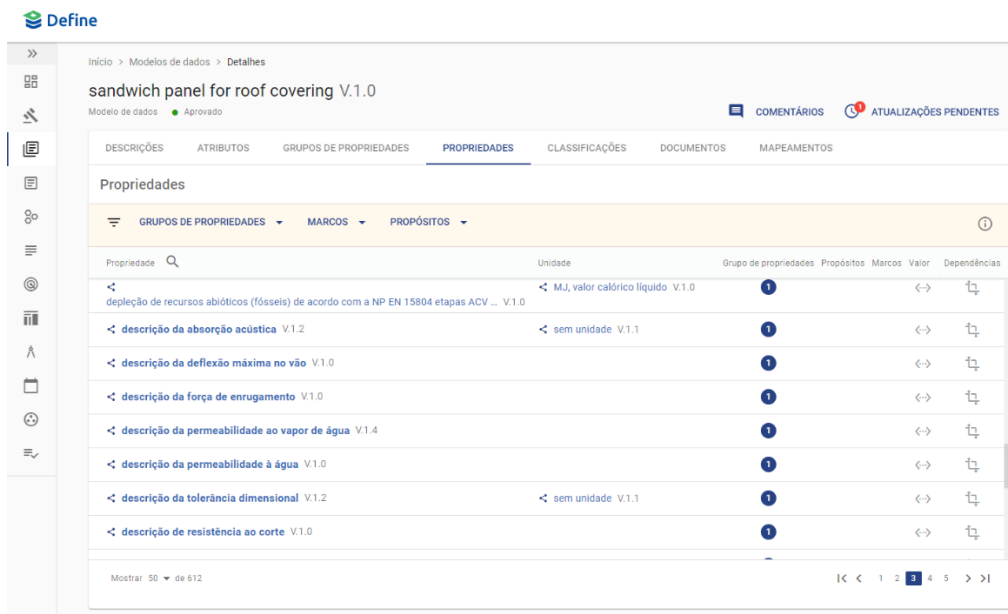 Define
Início > Modelos de dados > Detalhes
sandwich panel for roof covering V.1.0
Modelo de dados Aprovado
COMENTÁRIOS 1 ATUALIZAÇÕES PENDENTES
DESCRIÇÕES ATRIBUTOS GRUPOS DE PROPRIEDADES PROPRIEDADES CLASSIFICAÇÕES DOCUMENTOS MAPEAMENTOS
Propriedades
GRUPOS DE PROPRIEDADES MARCOS PROPÓSITOS
Propriedade Unidade Grupo de propriedades Propósitos Marcos Valor Dependências
depleção de recursos abióticos (fósseis) de acordo com a NP EN 15804 etapas ACV ... V.1.0 MJ, valor calórico líquido V.1.0 1
descrição da absorção acústica V.1.2 sem unidade V.1.1 1
descrição da deflexão máxima no vão V.1.0 1
descrição da força de enrugamento V.1.0 1
descrição da permeabilidade ao vapor de água V.1.4 1
descrição da permeabilidade à água V.1.0 1
descrição da tolerância dimensional V.1.2 sem unidade V.1.1 1
descrição de resistência ao corte V.1.0 1
Mostrar 50 de 612 1 2 3 4 5